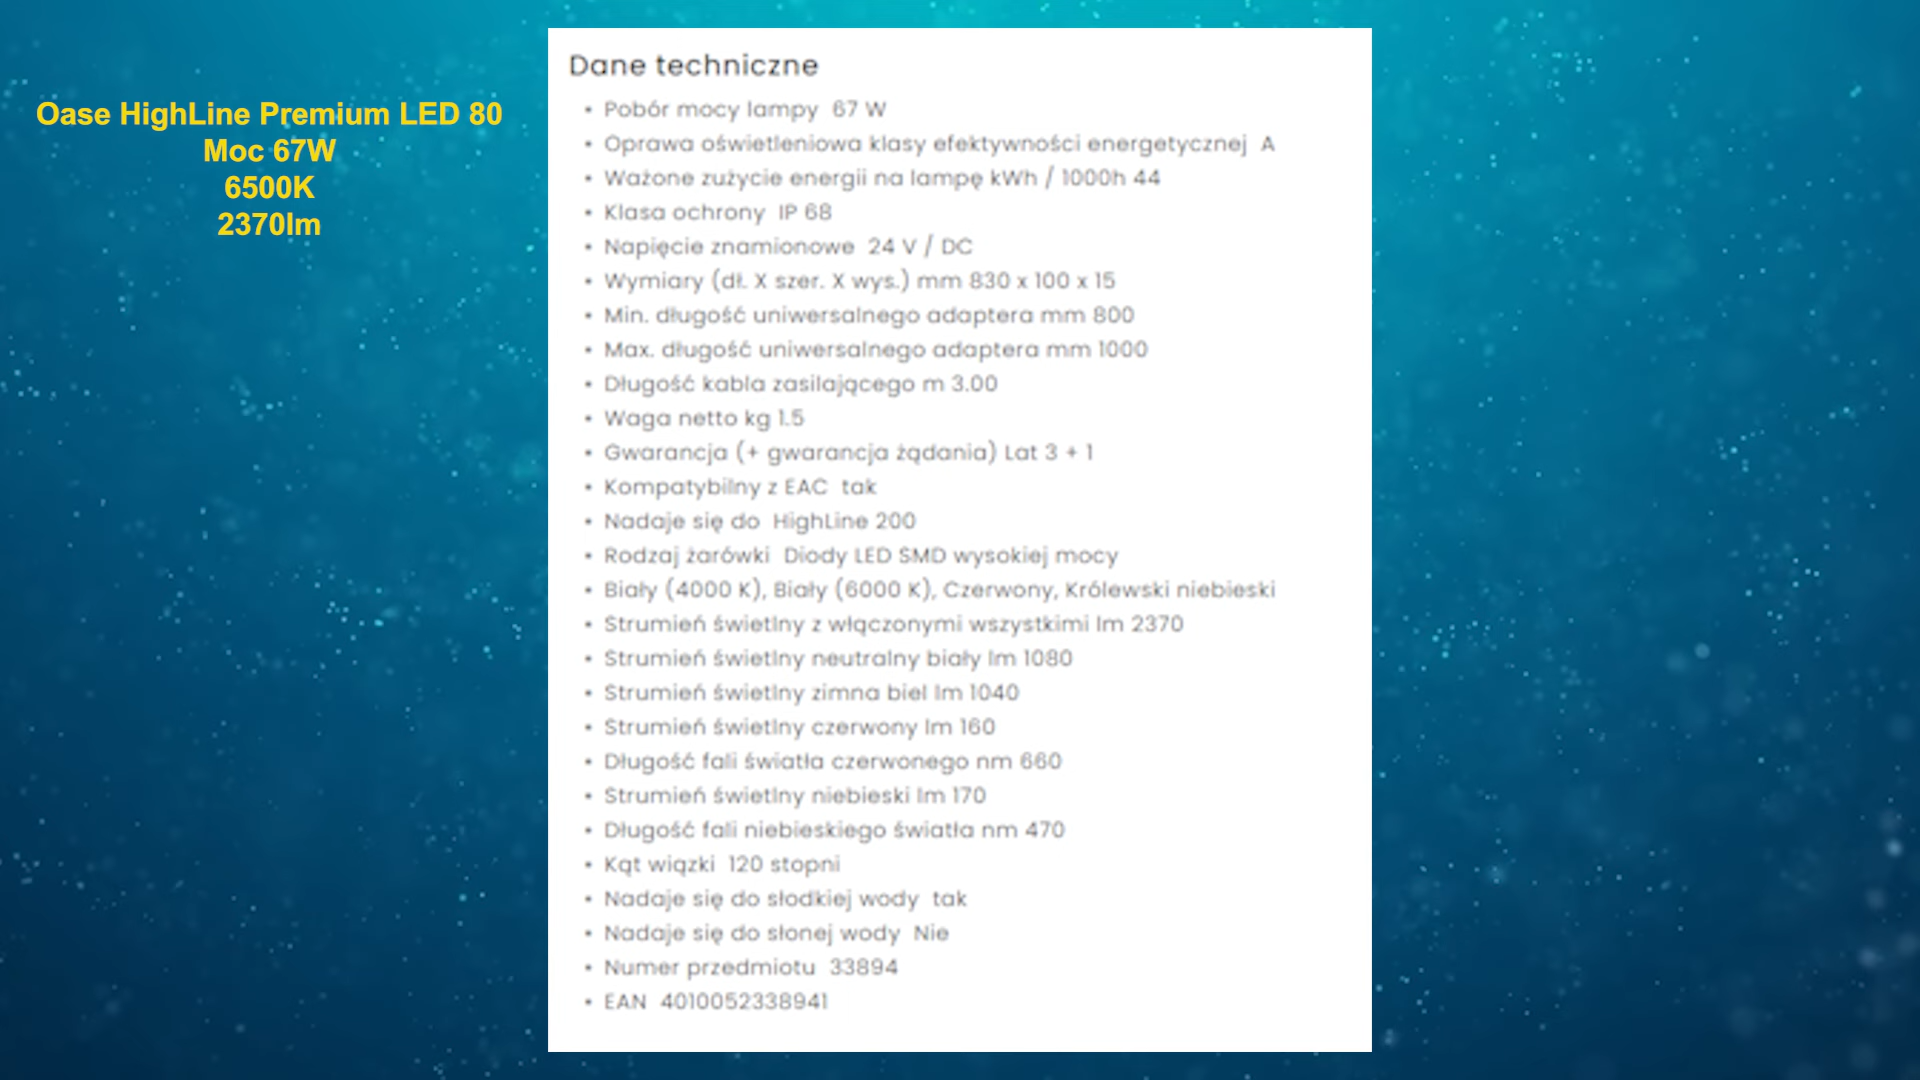 Oase HighLine Premium LED 80
Moc 67W
6500K
2370lm
Dane techniczne
• Pobór mocy lampy 67 W
• Oprawa oświetleniowa klasy efektywności energetycznej A
• Ważone zużycie energii na lampę kWh / 1000h 44
• Klasa ochrony IP 68
• Napięcie znamionowe 24 V / DC
• Wymiary (dł. X szer. X wys.) mm 830 x 100 x 15
• Min. długość uniwersalnego adaptera mm 800
• Max. długość uniwersalnego adaptera mm 1000
• Długość kabla zasilającego m 3.00
• Waga netto kg 1.5
• Gwarancja (+ gwarancja żądania) Lat 3 + 1
• Kompatybilny z EAC tak
• Nadaje się do HighLine 200
• Rodzaj żarówki Diody LED SMD wysokiej mocy
• Biały (4000 K), Biały (6000 K), Czerwony, Królewski niebieski
• Strumień świetlny z włączonymi wszystkimi lm 2370
• Strumień świetlny neutralny biały lm 1080
• Strumień świetlny zimna biel lm 1040
• Strumień świetlny czerwony lm 160
• Długość fali światła czerwonego nm 660
• Strumień świetlny niebieski lm 170
• Długość fali niebieskiego światła nm 470
• Kąt wiązki 120 stopni
• Nadaje się do słodkiej wody tak
• Nadaje się do słonej wody Nie
• Numer przedmiotu 33894
• EAN 4010052338941